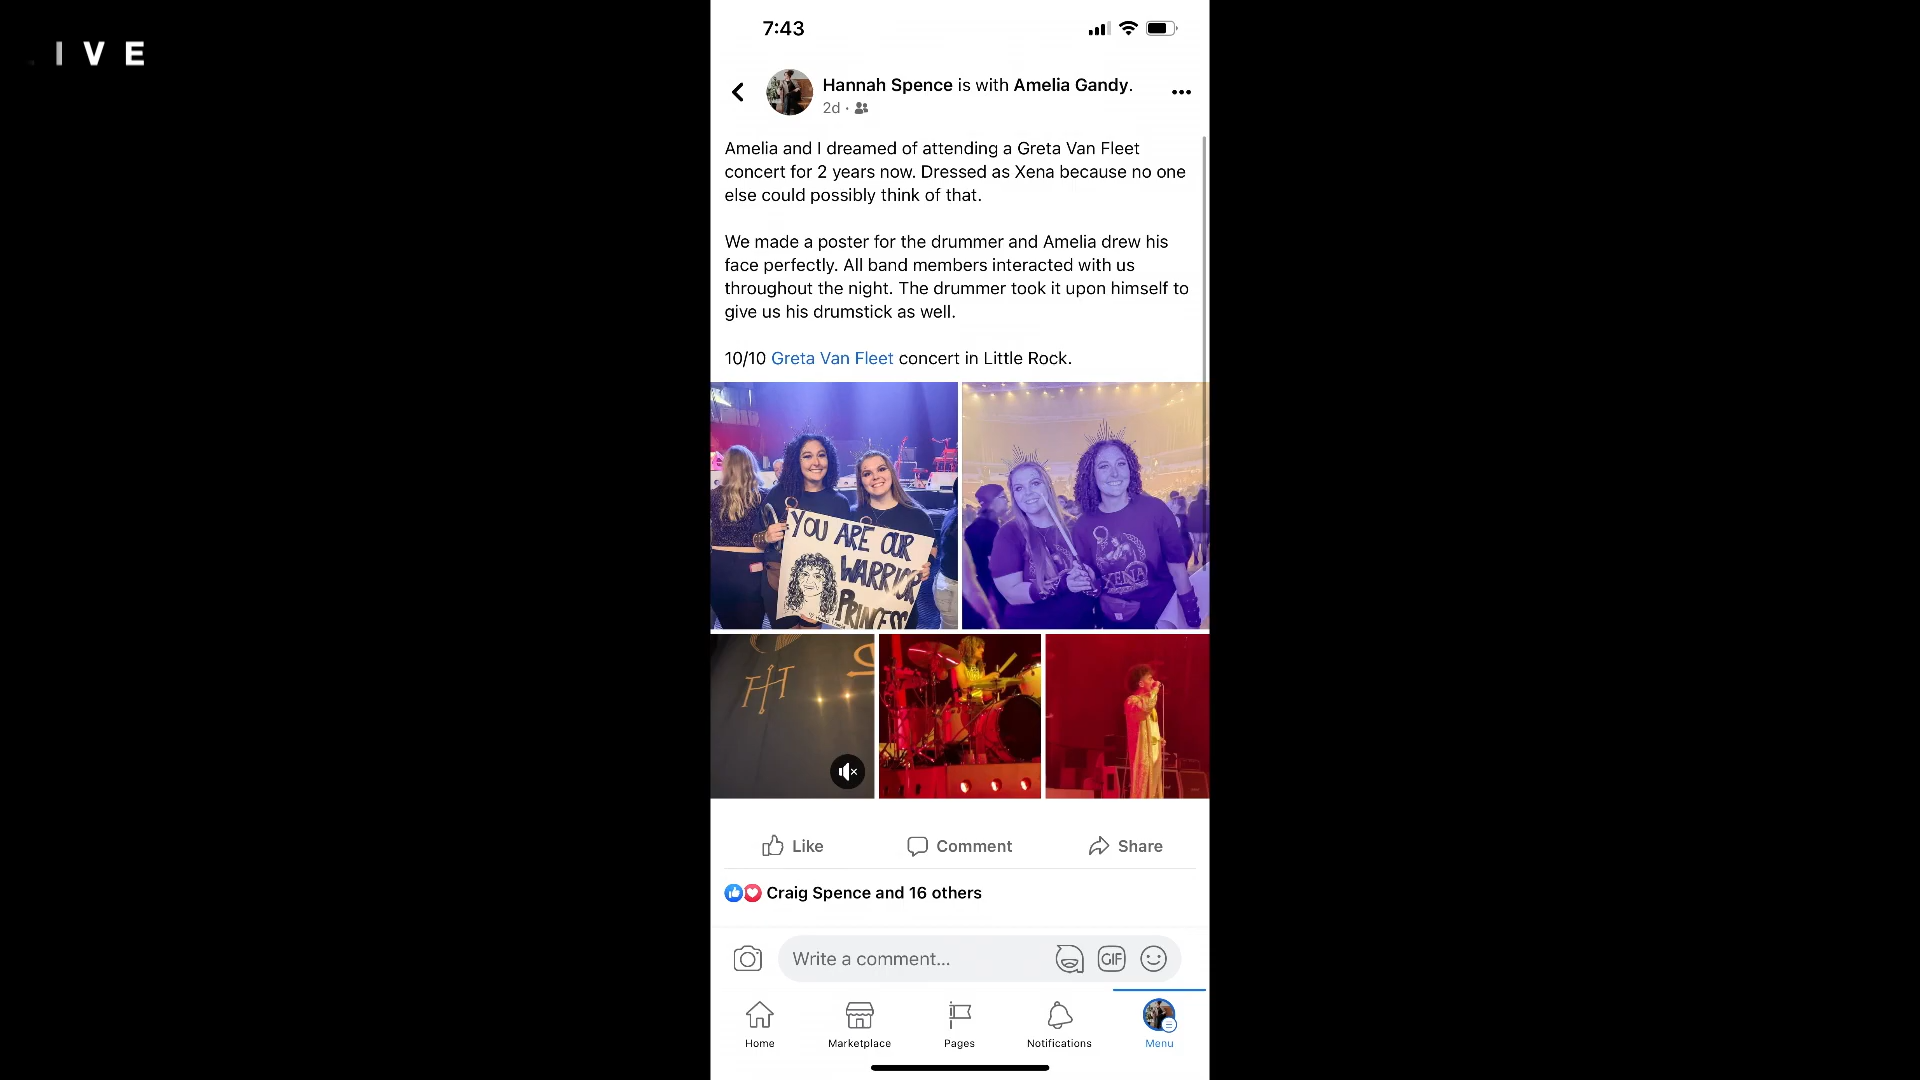 IVE
7:43
Hannah Spence is with Amelia Gandy.
2d ·
Amelia and I dreamed of attending a Greta Van Fleet
concert for 2 years now. Dressed as Xena because no one
else could possibly think of that.
We made a poster for the drummer and Amelia drew his
face perfectly. All band members interacted with us
throughout the night. The drummer took it upon himself to
give us his drumstick as well.
10/10 Greta Van Fleet concert in Little Rock.
YOU ARE OUR
WARRIOR
PRINCESS
XENA
Like
Comment
Share
Craig Spence and 16 others
Write a comment...
GIF
Home
Marketplace
Pages
Notifications
Menu